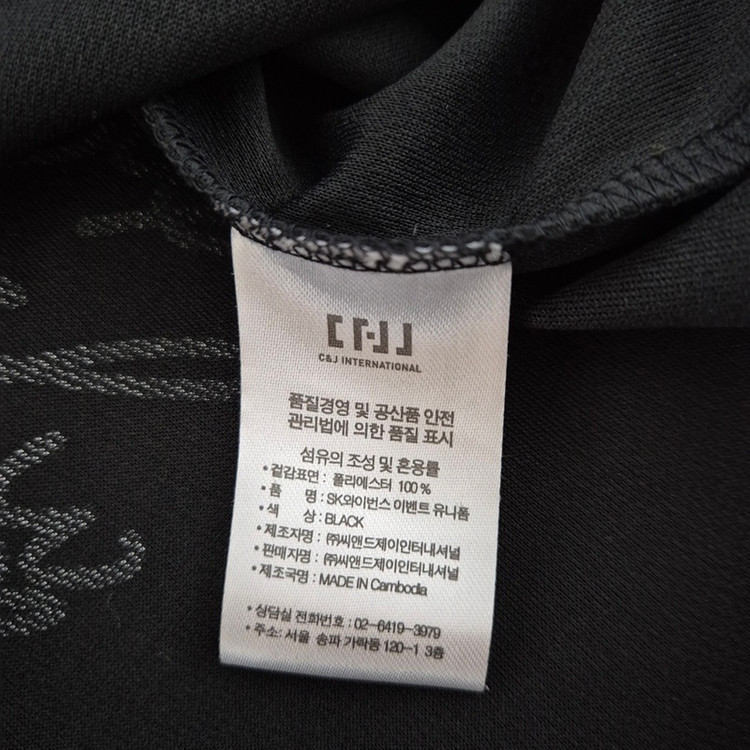 C&J
C&J INTERNATIONAL
품질경영 및 공산품 안전
관리법에 의한 품질 표시
섬유의 조성 및 혼용률
• 겉감표면 : 폴리에스터 100%
• 품 명 : SK와이번스 이벤트 유니폼
• 색 상 : BLACK
• 제조자명 : ㈜씨앤드제이인터내셔널
• 판매자명 : ㈜씨앤드제이인터내셔널
• 제조국명 : MADE IN Cambodia
• 상담실 전화번호 : 02-6419-3979
• 주소: 서울 송파 가락동 120-1 3층